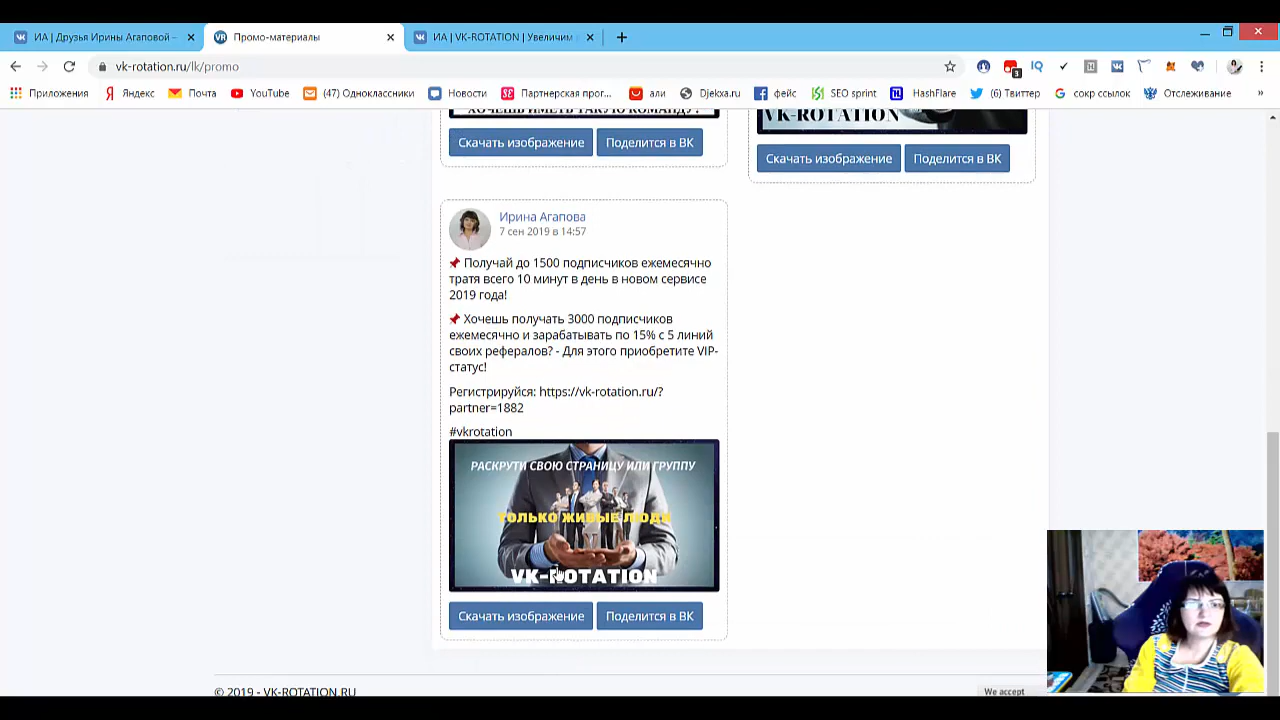 ИА | Друзья Ирины Агаповой –
Промо-материалы
ИА | VK-ROTATION | Увеличим
vk-rotation.ru/lk/promo
3
Приложения
Яндекс
Почта
YouTube
(47) Одноклассники
Новости
Партнерская прог...
али
Djekxa.ru
фейс
SEO sprint
HashFlare
(6) Твиттер
сокр ссылок
Отслеживание
»
ХОЧЕШЬ ИМЕТЬ ТАКУЮ КОМАНДУ?
VK-ROTATION
Скачать изображение
Поделится в ВК
Скачать изображение
Поделится в ВК
Ирина Агапова
7 сен 2019 в 14:57
Получай до 1500 подписчиков ежемесячно
тратя всего 10 минут в день в новом сервисе
2019 года!
Хочешь получать 3000 подписчиков
ежемесячно и зарабатывать по 15% с 5 линий
своих рефералов? - Для этого приобретите VIP-
статус!
Регистрируйся: https://vk-rotation.ru/?
partner=1882
#vkrotation
РАСКРУТИ СВОЮ СТРАНИЦУ ИЛИ ГРУППУ
ТОЛЬКО ЖИВЫЕ ЛЮДИ
VK-ROTATION
Скачать изображение
Поделится в ВК
© 2019 - VK-ROTATION.RU
We accept